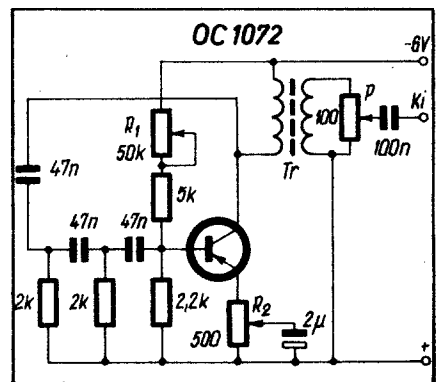 OC 1072
-6V
R1
50k
P
100
Ki
100n
Tr
47n
5k
47n
47n
2k
2k
2,2k
R2
500
2µ
+